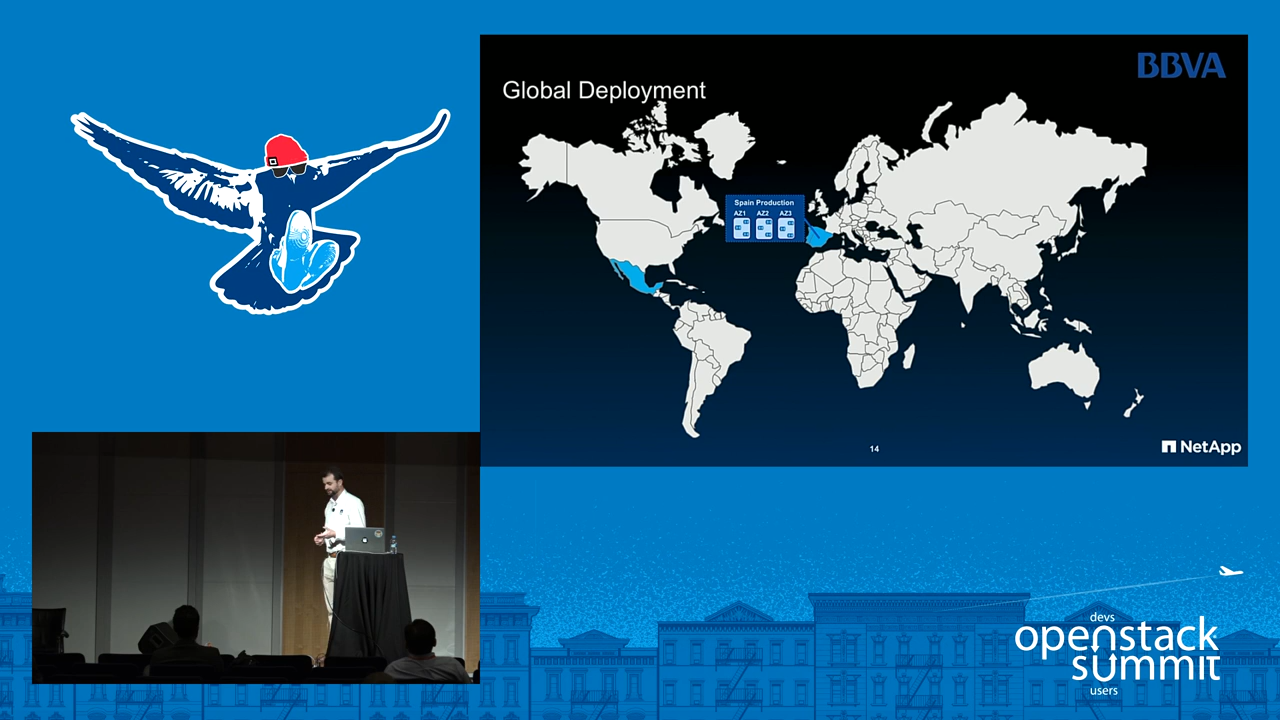 BBVA
Global Deployment
Spain Production
AZ1 AZ2 AZ3
14
NetApp
devs
openstack
summit
users